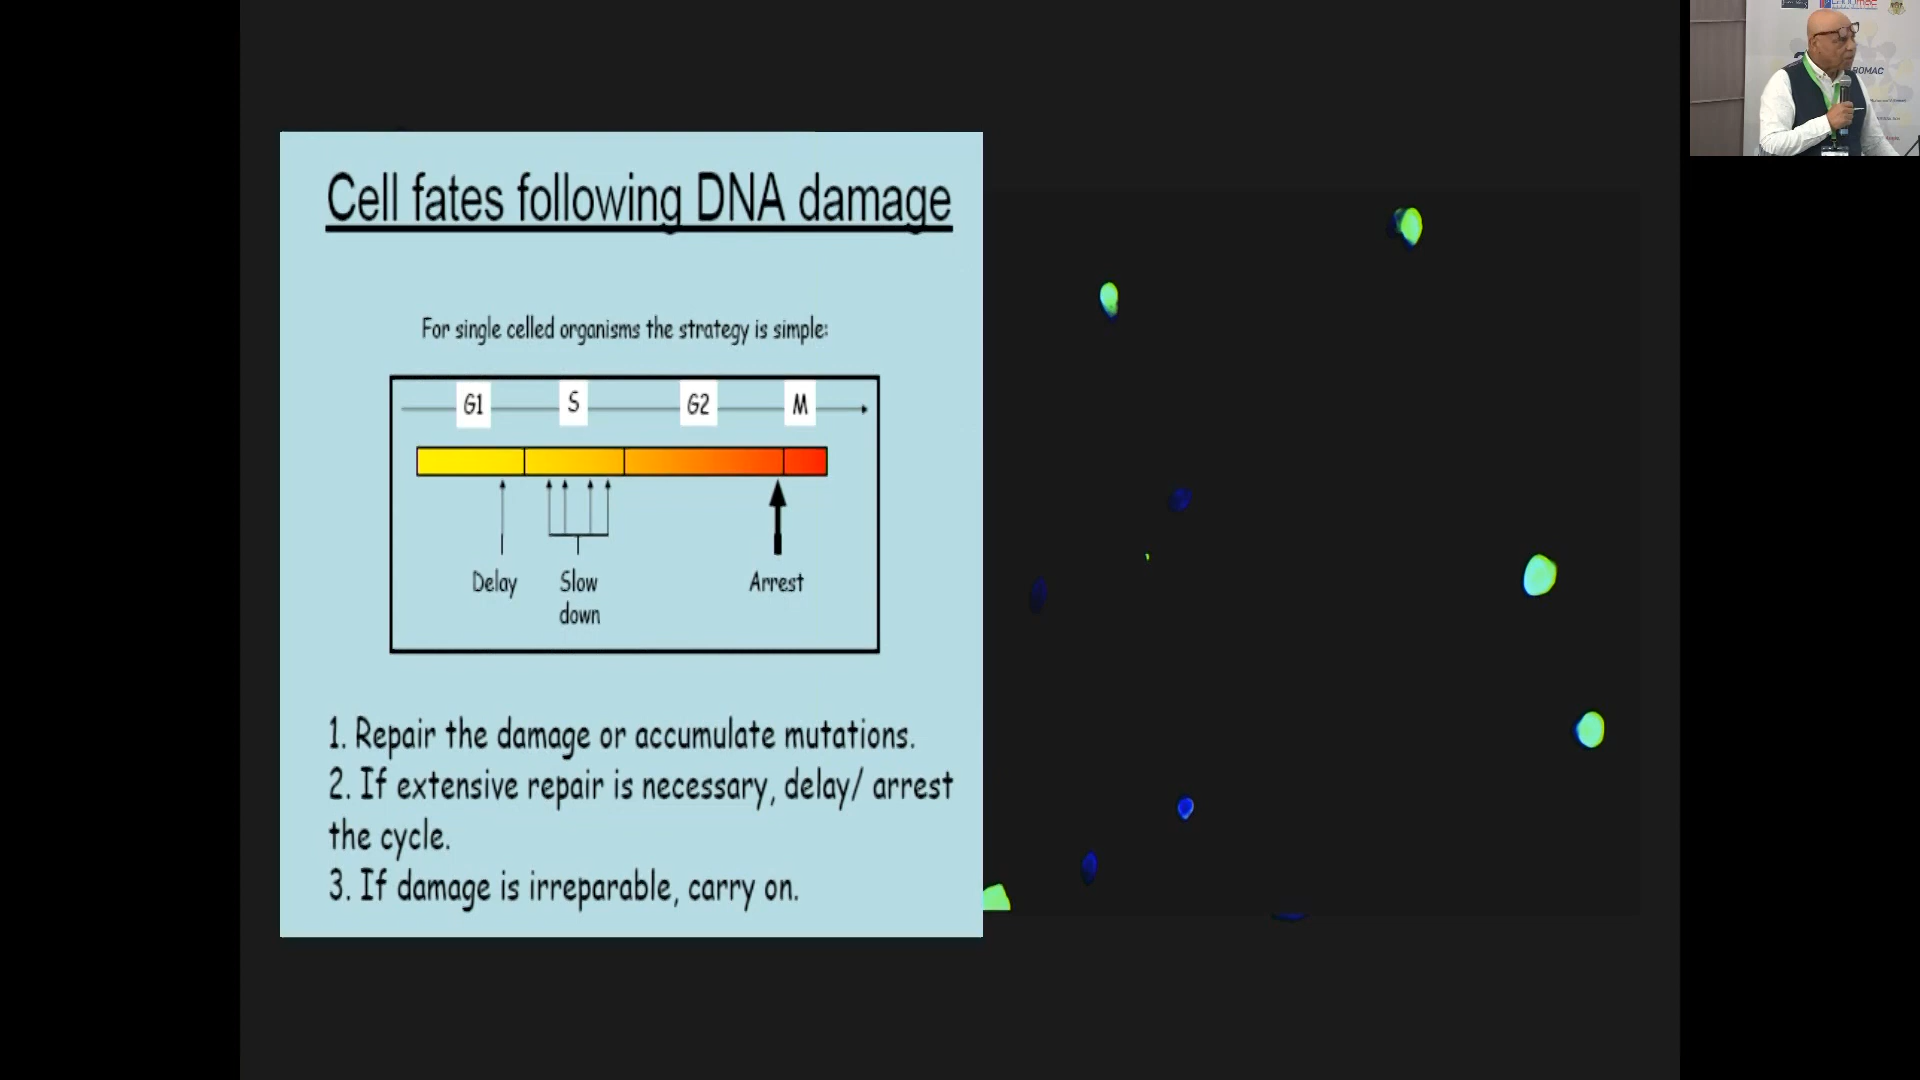 Cell fates following DNA damage
For single celled organisms the strategy is simple:
G1 S G2 M
Delay Slow down Arrest
1. Repair the damage or accumulate mutations.
2. If extensive repair is necessary, delay/ arrest
the cycle.
3. If damage is irreparable, carry on.